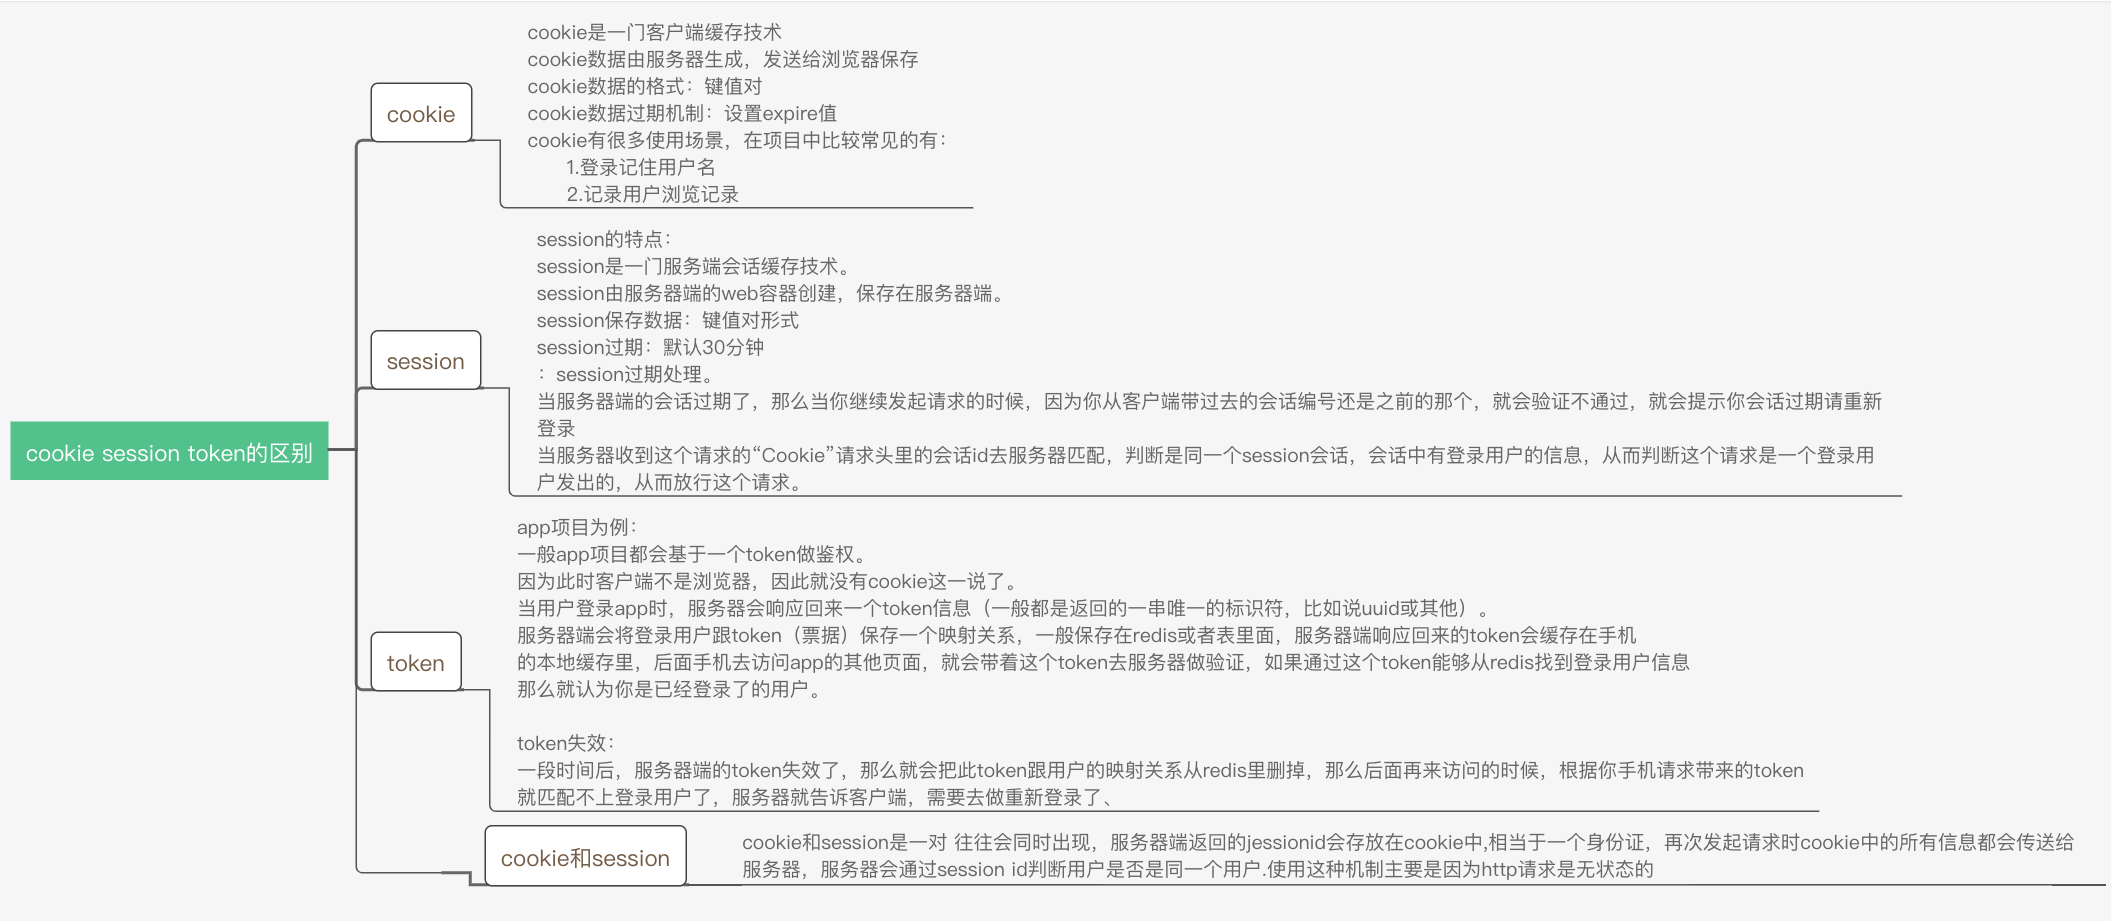 cookie session token的区别
cookie
cookie是一门客户端缓存技术
cookie数据由服务器生成，发送给浏览器保存
cookie数据的格式：键值对
cookie数据过期机制：设置expire值
cookie有很多使用场景，在项目中比较常见的有：
1.登录记住用户名
2.记录用户浏览记录
session
session的特点：
session是一门服务端会话缓存技术。
session由服务器端的web容器创建，保存在服务器端。
session保存数据：键值对形式
session过期：默认30分钟
：session过期处理。
当服务器端的会话过期了，那么当你继续发起请求的时候，因为你从客户端带过去的会话编号还是之前的那个，就会验证不通过，就会提示你会话过期请重新
登录
当服务器收到这个请求的“Cookie”请求头里的会话id去服务器匹配，判断是同一个session会话，会话中有登录用户的信息，从而判断这个请求是一个登录用
户发出的，从而放行这个请求。
token
app项目为例：
一般app项目都会基于一个token做鉴权。
因为此时客户端不是浏览器，因此就没有cookie这一说了。
当用户登录app时，服务器会响应回来一个token信息（一般都是返回的一串唯一的标识符，比如说uuid或其他）。
服务器端会将登录用户跟token（票据）保存一个映射关系，一般保存在redis或者表里面，服务器端响应回来的token会缓存在手机
的本地缓存里，后面手机去访问app的其他页面，就会带着这个token去服务器做验证，如果通过这个token能够从redis找到登录用户信息
那么就认为你是已经登录了的用户。
token失效：
一段时间后，服务器端的token失效了，那么就会把此token跟用户的映射关系从redis里删掉，那么后面再来访问的时候，根据你手机请求带来的token
就匹配不上登录用户了，服务器就告诉客户端，需要去做重新登录了、
cookie和session
cookie和session是一对 往往会同时出现，服务器端返回的jessionid会存放在cookie中,相当于一个身份证，再次发起请求时cookie中的所有信息都会传送给
服务器，服务器会通过session id判断用户是否是同一个用户.使用这种机制主要是因为http请求是无状态的